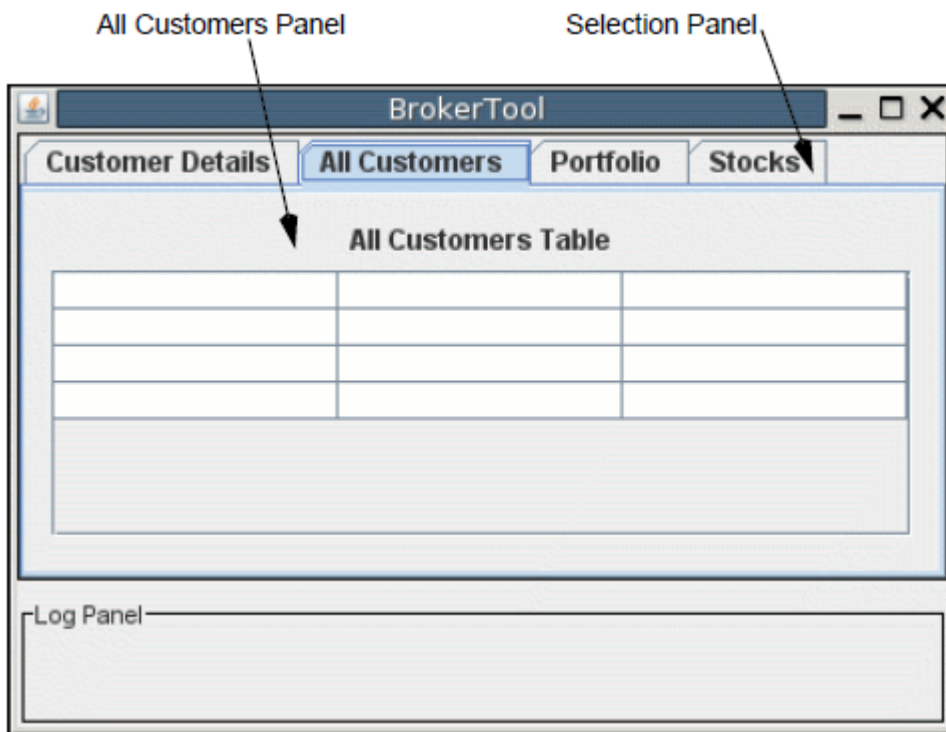 All Customers Panel
Selection Panel
BrokerTool
Customer Details
All Customers
Portfolio
Stocks
All Customers Table
Log Panel